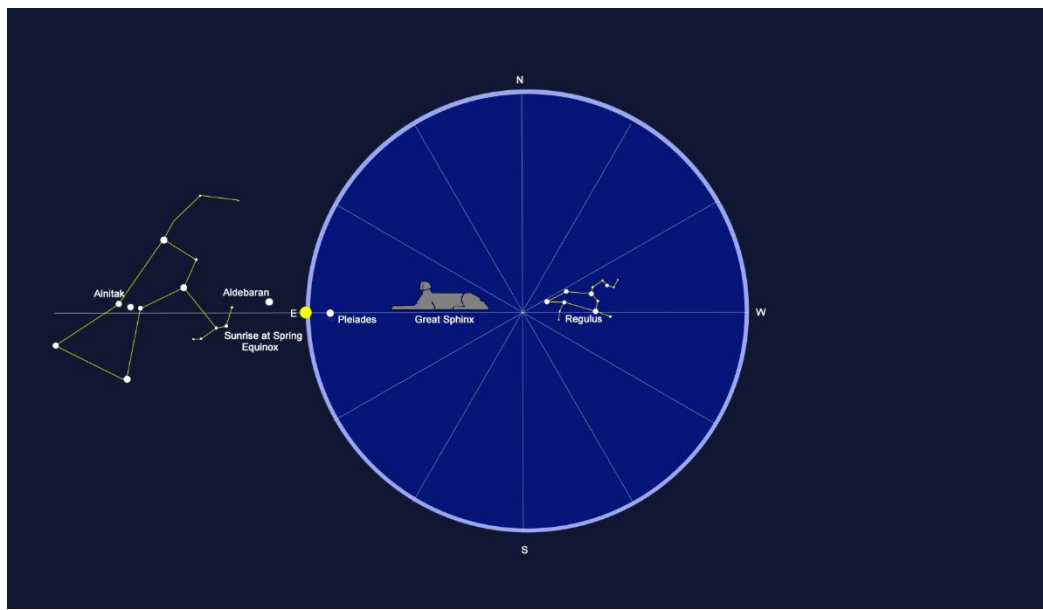 N
Alnitak
Aldebaran
E
Sunrise at Spring
Equinox
Pleiades
Great Sphinx
Regulus
W
S